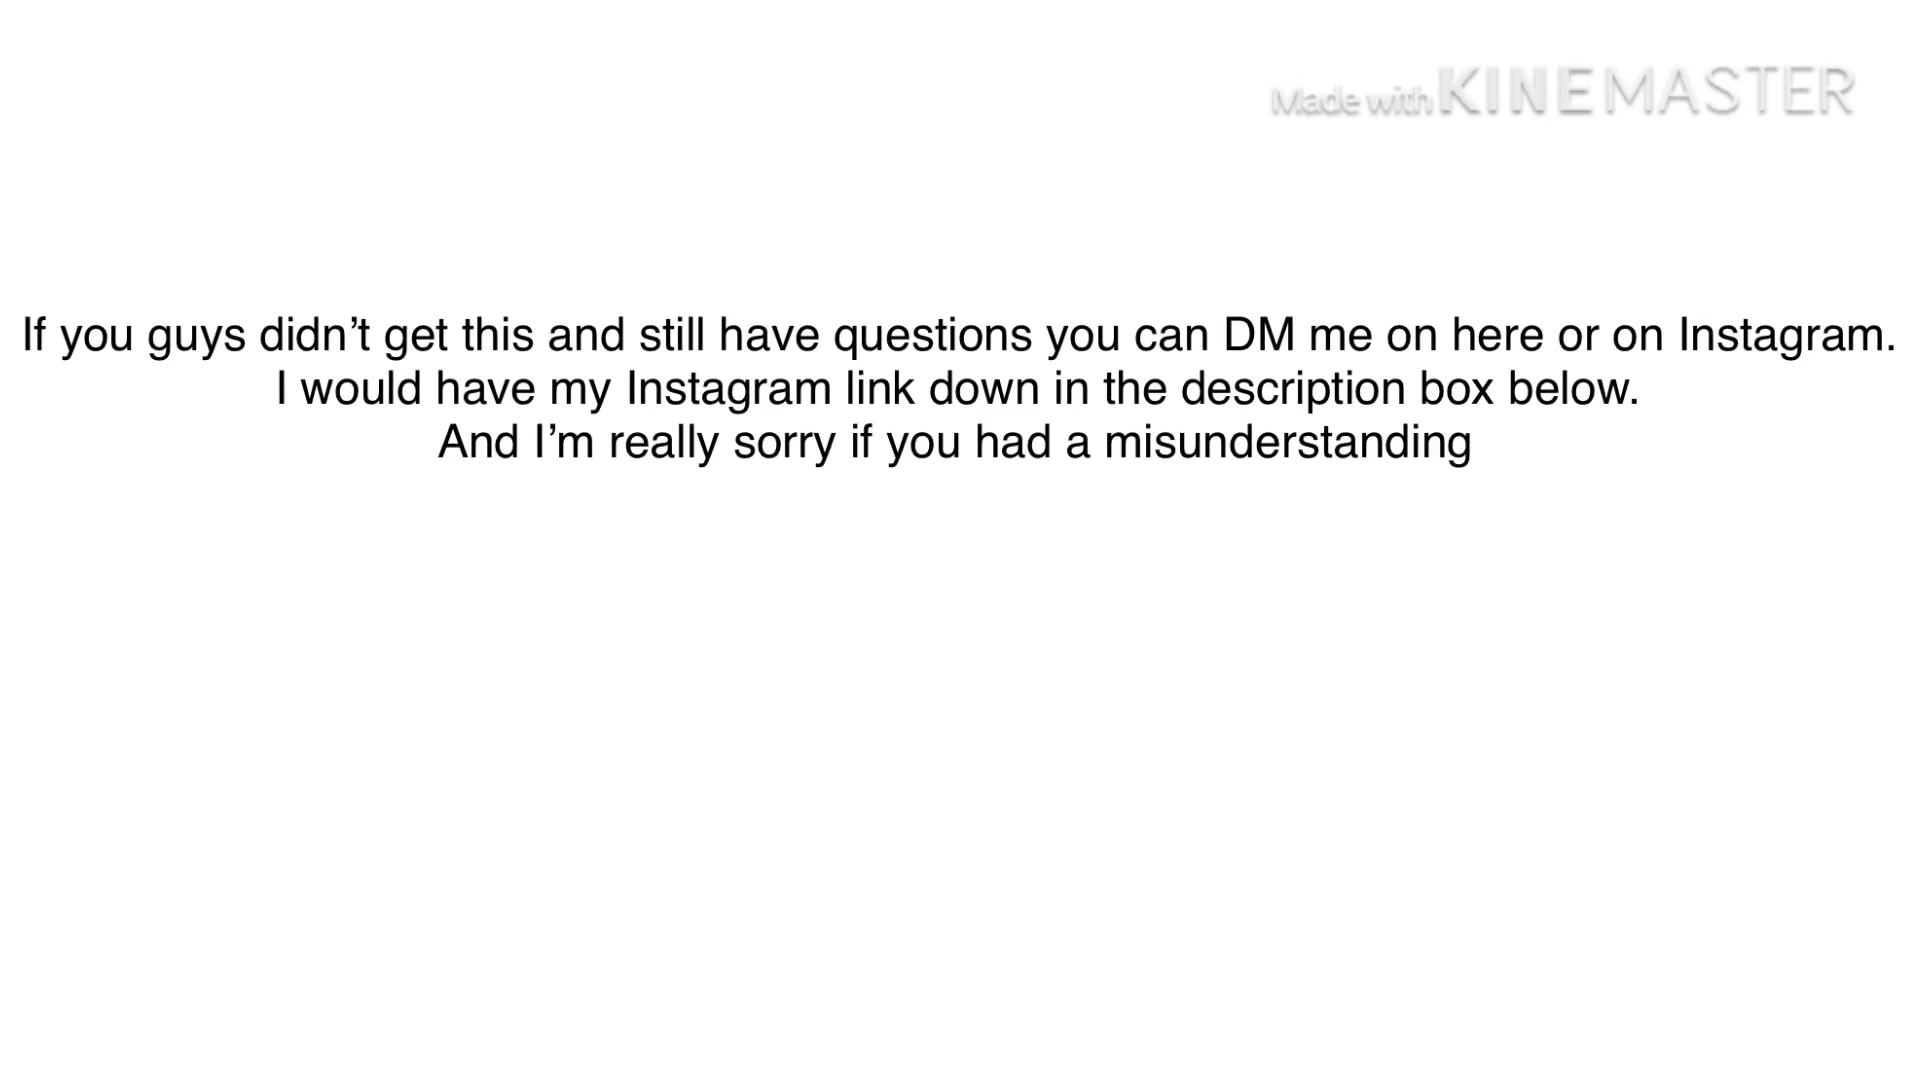 Made with KINEMASTER
If you guys didn’t get this and still have questions you can DM me on here or on Instagram.
I would have my Instagram link down in the description box below.
And I’m really sorry if you had a misunderstanding